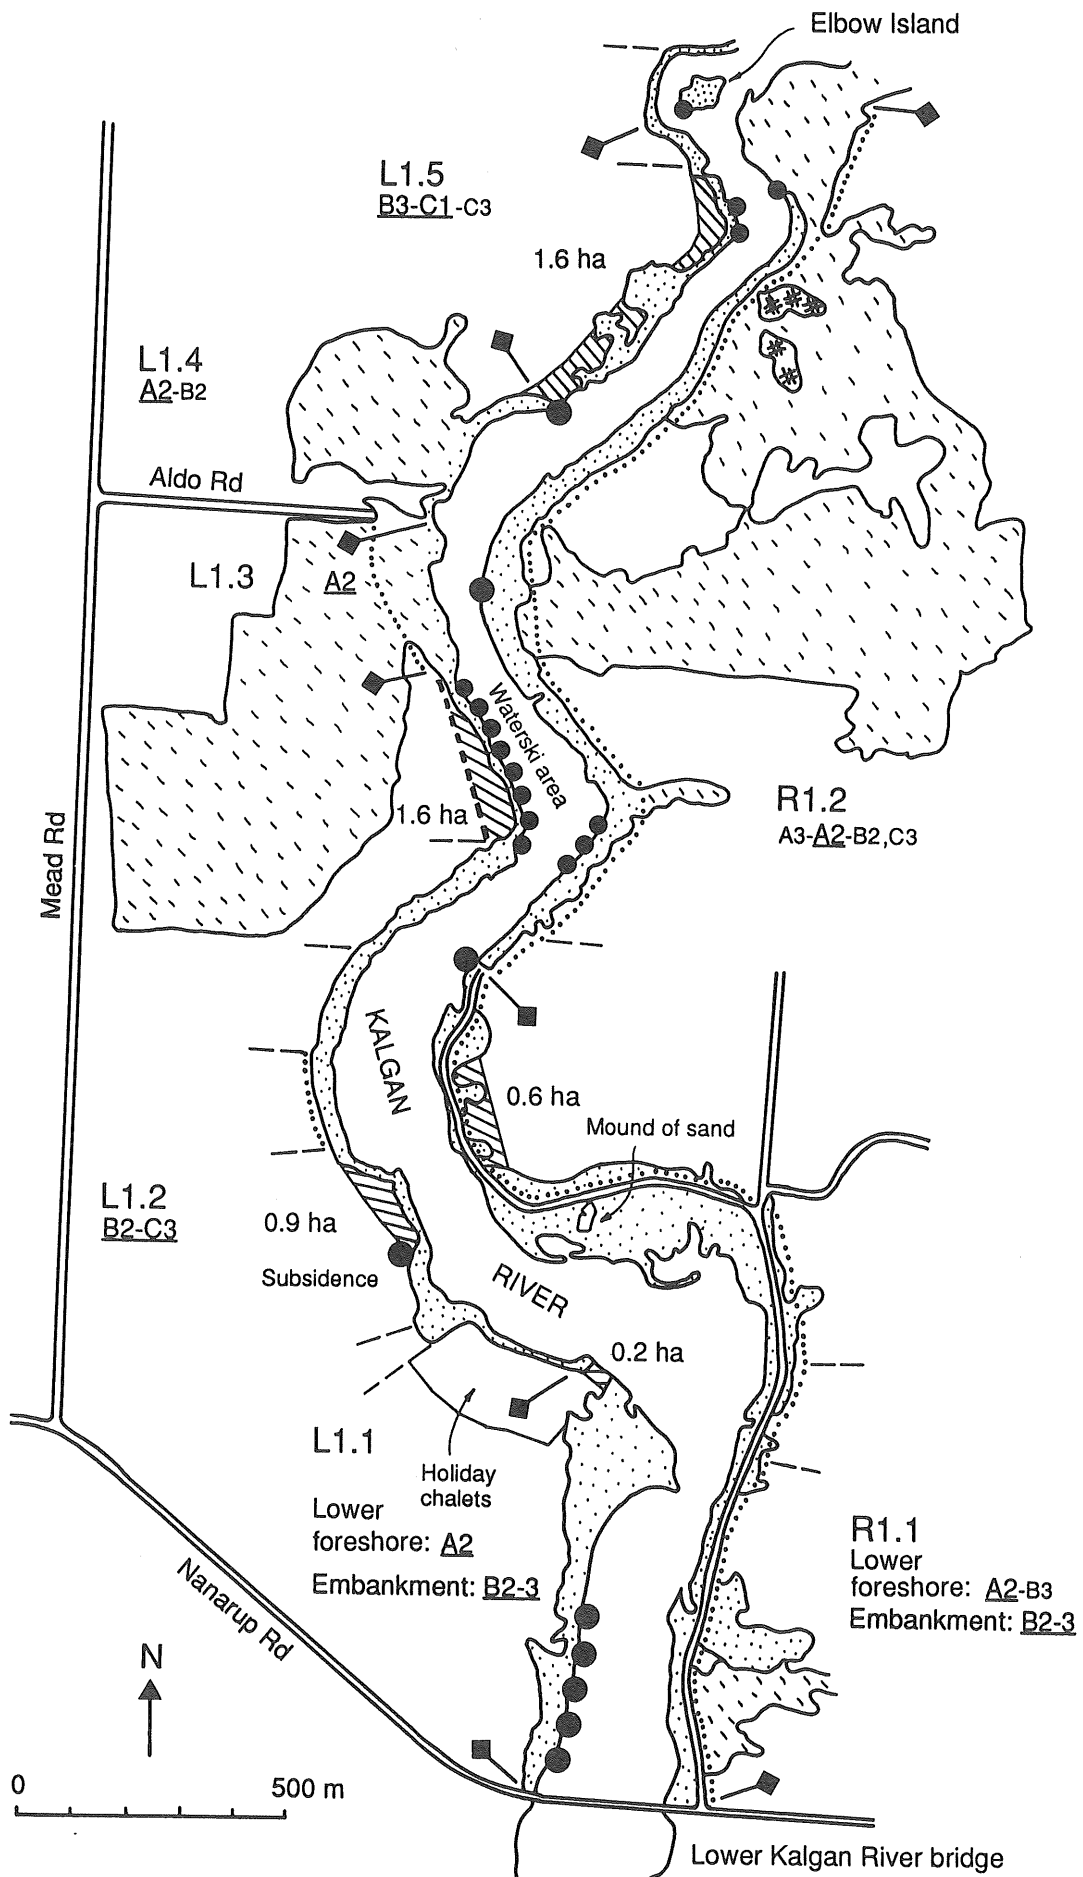 Elbow Island
L1.5
B3-C1-C3
1.6 ha
L1.4
A2-B2
Aldo Rd
L1.3
A2
Waterski area
1.6 ha
R1.2
A3-A2-B2,C3
Mead Rd
KALGAN
0.6 ha
Mound of sand
L1.2
B2-C3
0.9 ha
Subsidence
RIVER
0.2 ha
L1.1
Holiday
chalets
Lower
foreshore: A2
Embankment: B2-3
R1.1
Lower
foreshore: A2-B3
Embankment: B2-3
Nanarup Rd
N
0 500 m
Lower Kalgan River bridge